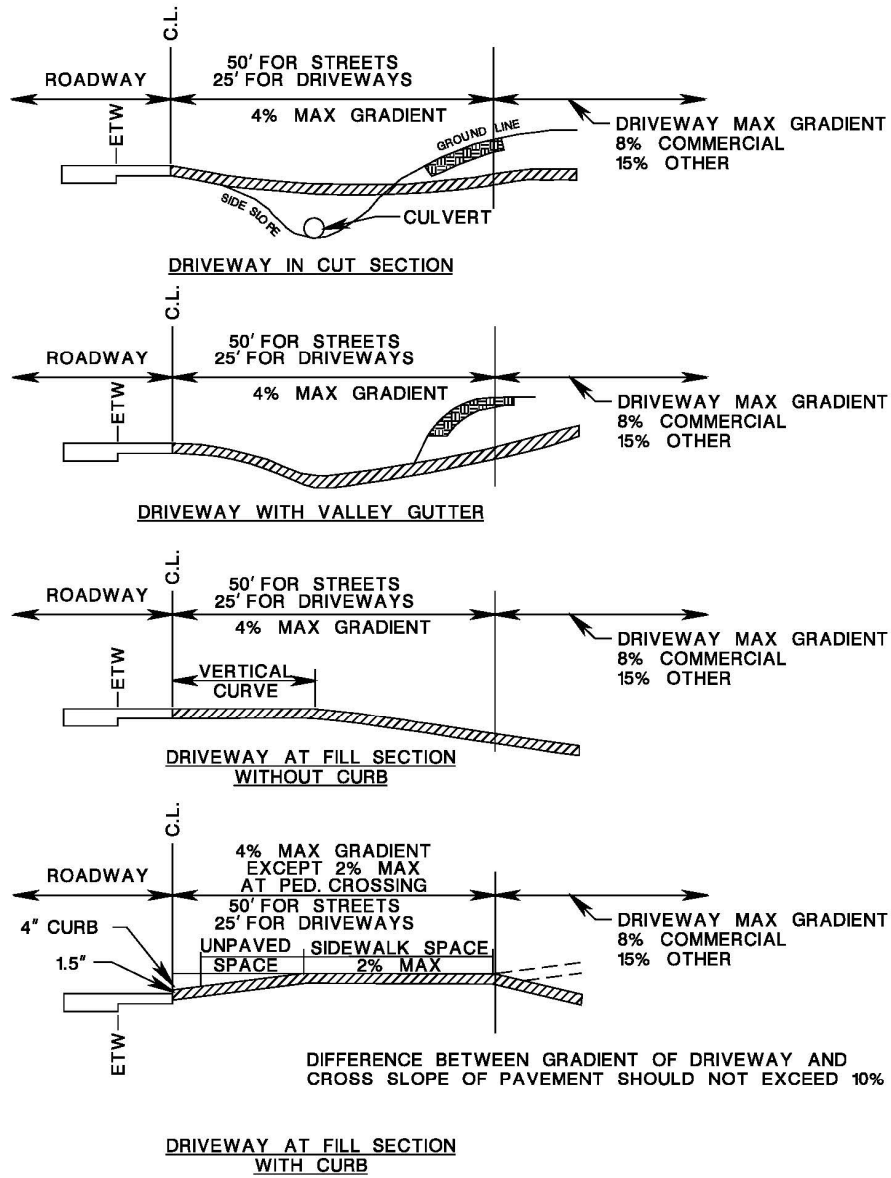 C.L.
50' FOR STREETS
25' FOR DRIVEWAYS
ROADWAY
4% MAX GRADIENT
ETW
GROUND LINE
DRIVEWAY MAX GRADIENT
8% COMMERCIAL
15% OTHER
SIDE SLOPE
CULVERT
DRIVEWAY IN CUT SECTION
C.L.
50' FOR STREETS
25' FOR DRIVEWAYS
ROADWAY
4% MAX GRADIENT
ETW
DRIVEWAY MAX GRADIENT
8% COMMERCIAL
15% OTHER
DRIVEWAY WITH VALLEY GUTTER
C.L.
50' FOR STREETS
25' FOR DRIVEWAYS
ROADWAY
4% MAX GRADIENT
ETW
DRIVEWAY MAX GRADIENT
8% COMMERCIAL
15% OTHER
VERTICAL
CURVE
DRIVEWAY AT FILL SECTION
WITHOUT CURB
C.L.
4% MAX GRADIENT
EXCEPT 2% MAX
AT PED. CROSSING
ROADWAY
50' FOR STREETS
25' FOR DRIVEWAYS
DRIVEWAY MAX GRADIENT
8% COMMERCIAL
15% OTHER
4" CURB
1.5"
UNPAVED
SPACE
SIDEWALK SPACE
2% MAX
ETW
DIFFERENCE BETWEEN GRADIENT OF DRIVEWAY AND
CROSS SLOPE OF PAVEMENT SHOULD NOT EXCEED 10%
DRIVEWAY AT FILL SECTION
WITH CURB